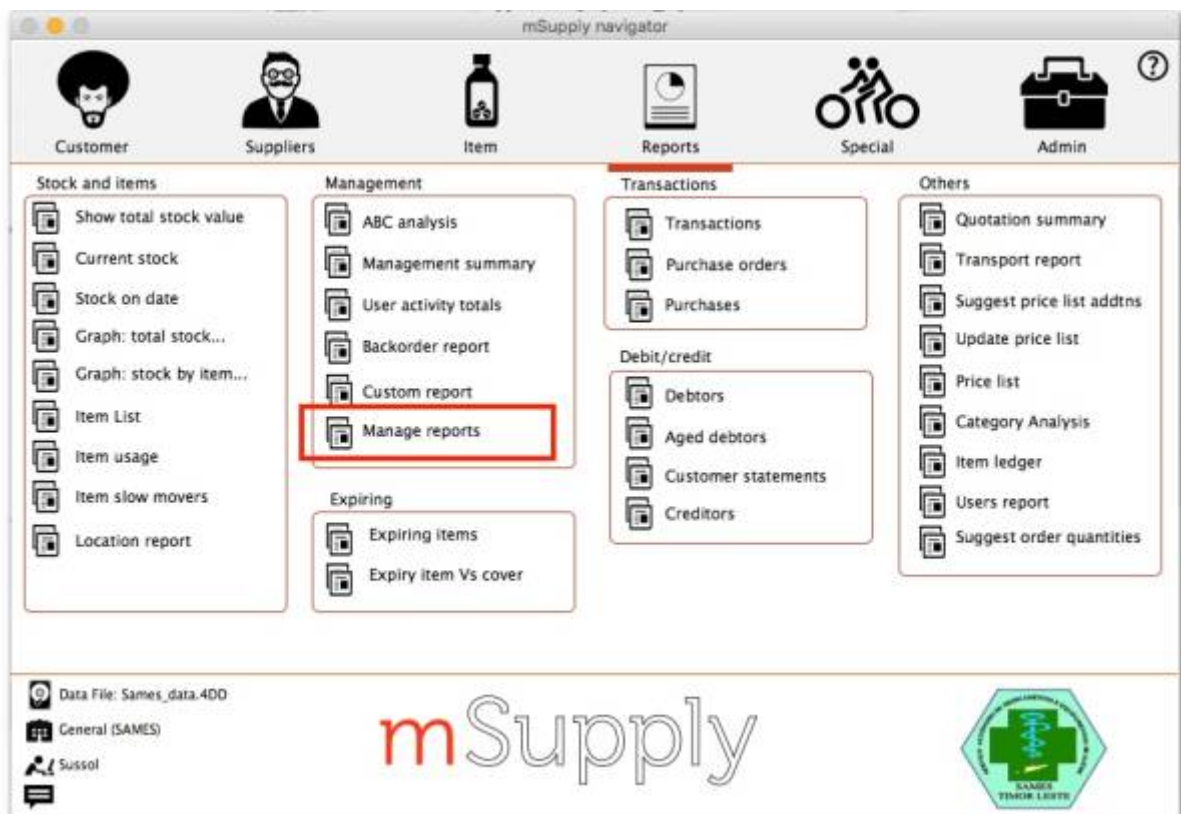 mSupply navigator
Customer
Suppliers
Item
Reports
Special
Admin
?
Stock and items
Show total stock value
Current stock
Stock on date
Graph: total stock...
Graph: stock by item...
Item List
Item usage
Item slow movers
Location report
Management
ABC analysis
Management summary
User activity totals
Backorder report
Custom report
Manage reports
Expiring
Expiring items
Expiry item Vs cover
Transactions
Transactions
Purchase orders
Purchases
Debit/credit
Debtors
Aged debtors
Customer statements
Creditors
Others
Quotation summary
Transport report
Suggest price list addtns
Update price list
Price list
Category Analysis
Item ledger
Users report
Suggest order quantities
Data File: Sames_data.4DD
General (SAMES)
Sussol
mSupply
SAMES
TIMOR LESTE